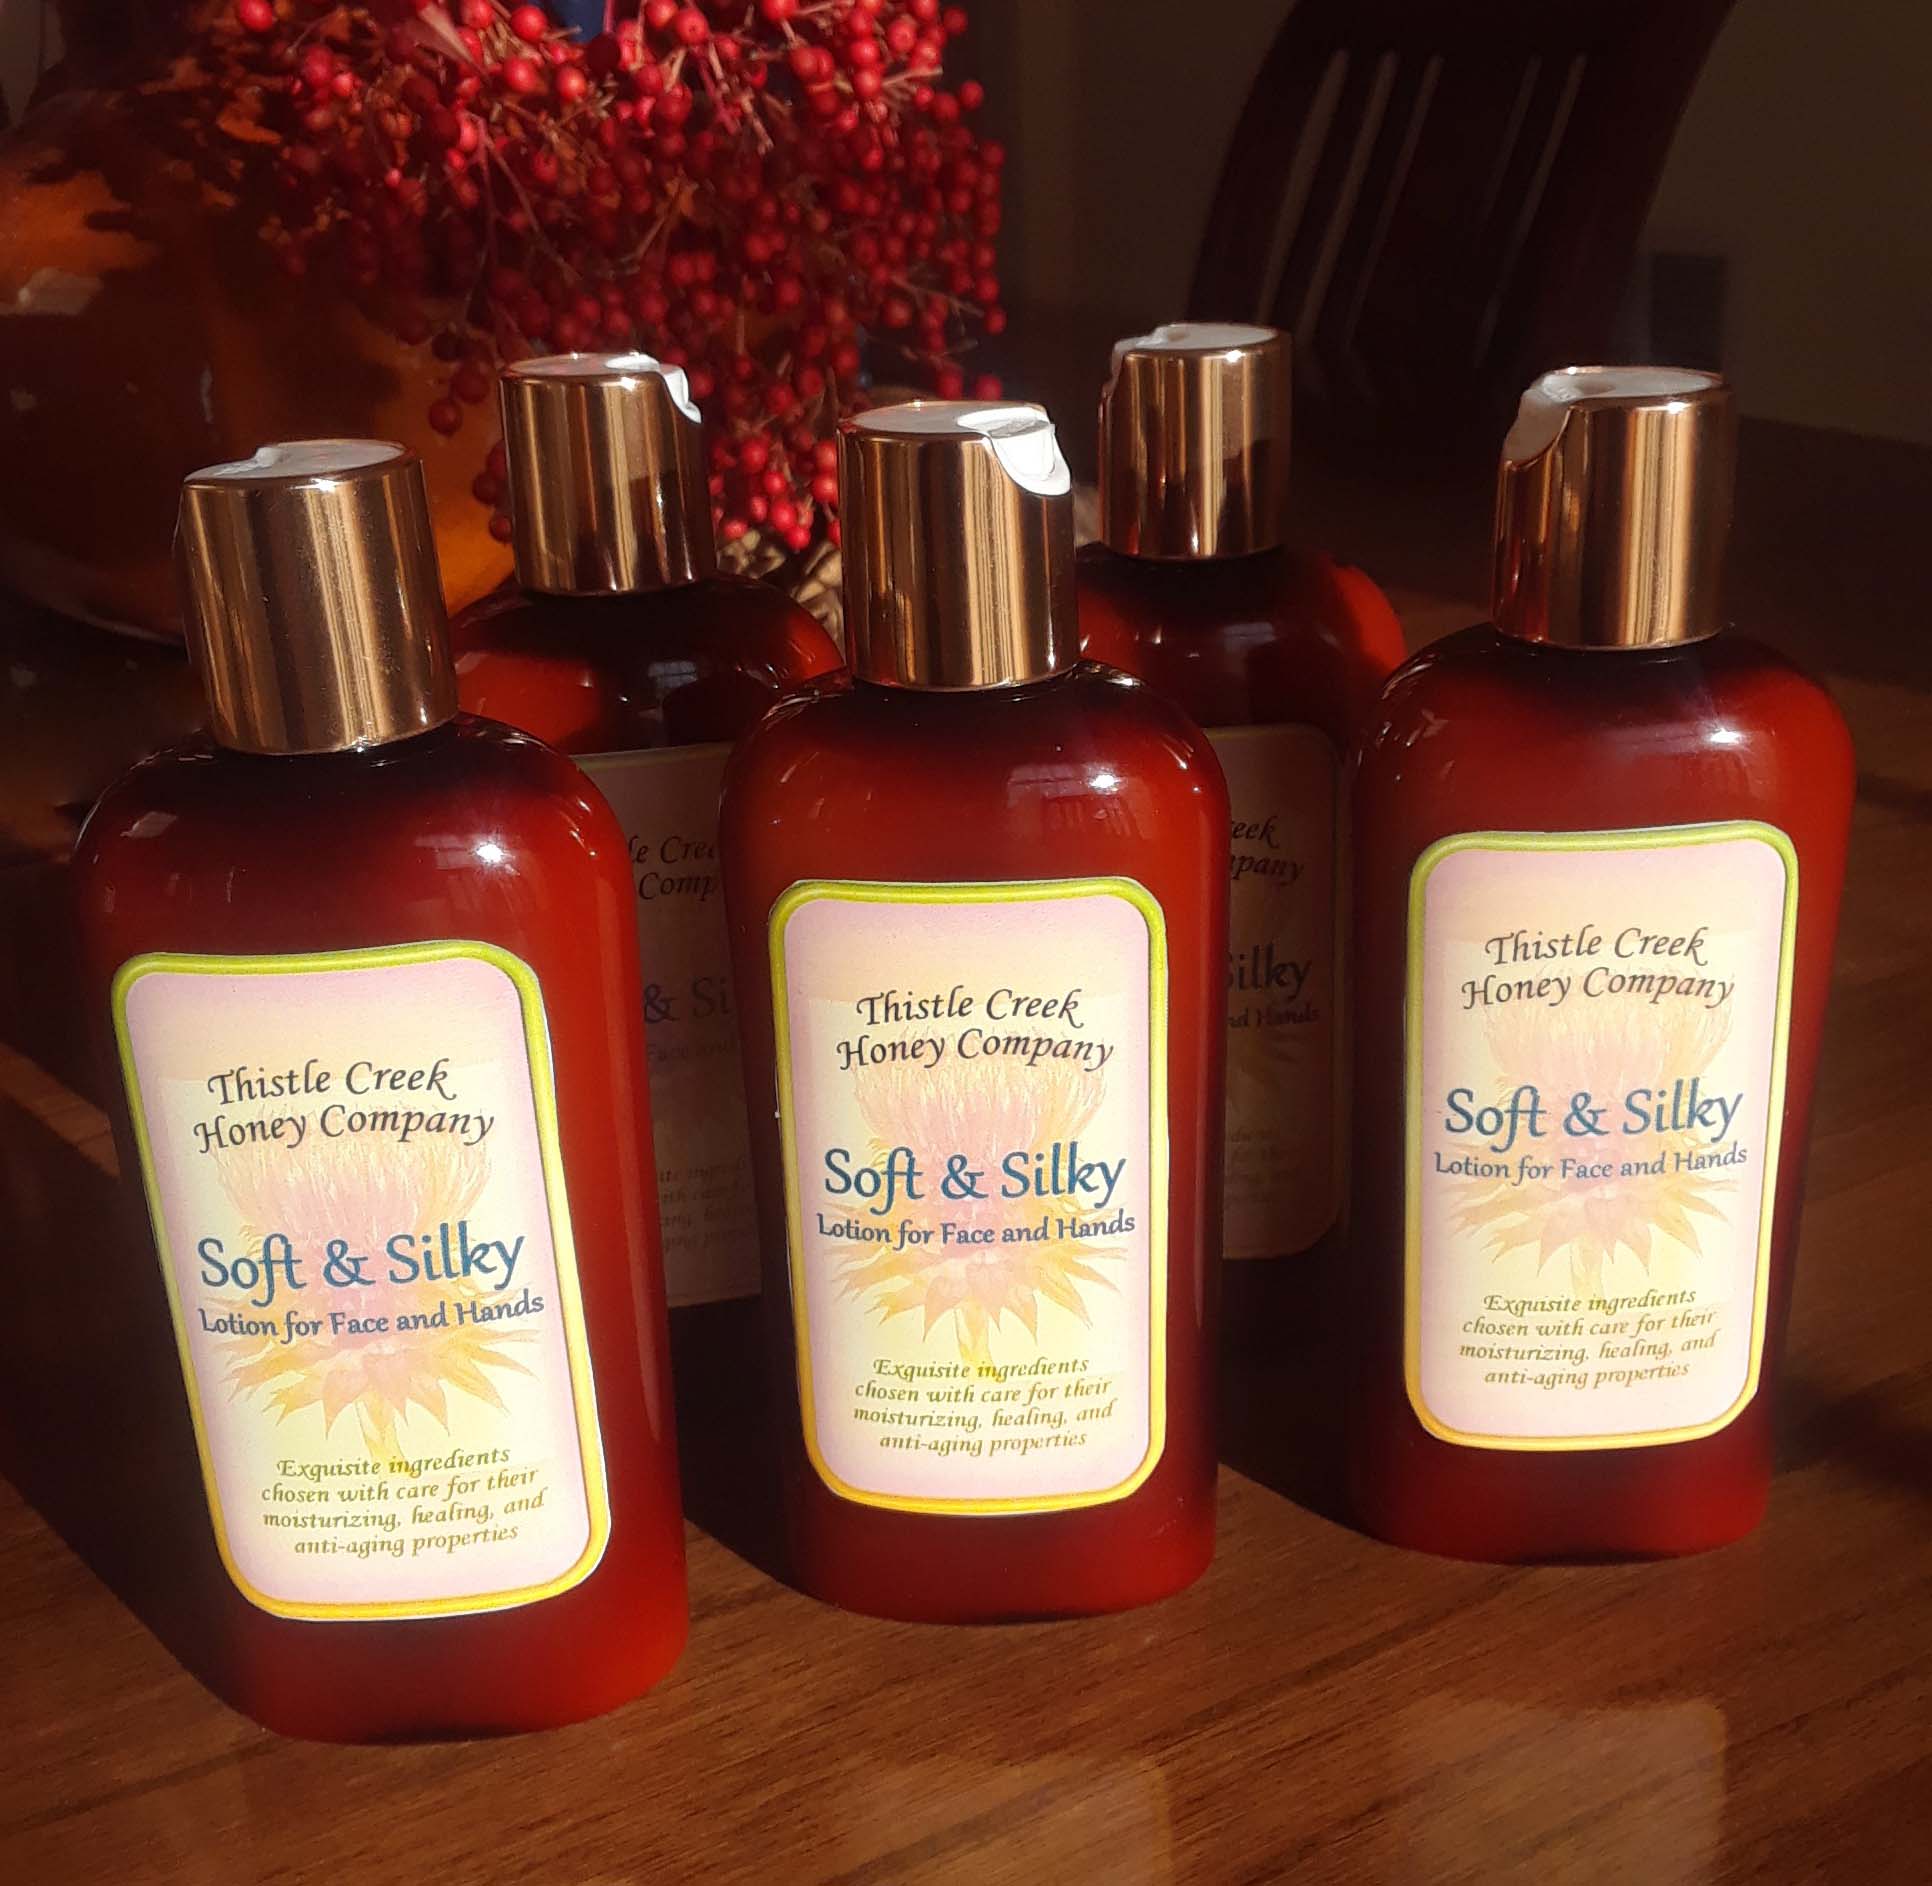 Thistle Creek
Honey Company
Soft & Silky
Lotion for Face and Hands
Exquisite ingredients
chosen with care for their
moisturizing, healing, and
anti-aging properties
Thistle Creek
Honey Company
Soft & Silky
Lotion for Face and Hands
Exquisite ingredients
chosen with care for their
moisturizing, healing, and
anti-aging properties
Thistle Creek
Honey Company
Soft & Silky
Lotion for Face and Hands
Exquisite ingredients
chosen with care for their
moisturizing, healing, and
anti-aging properties
&
Silky
Hands